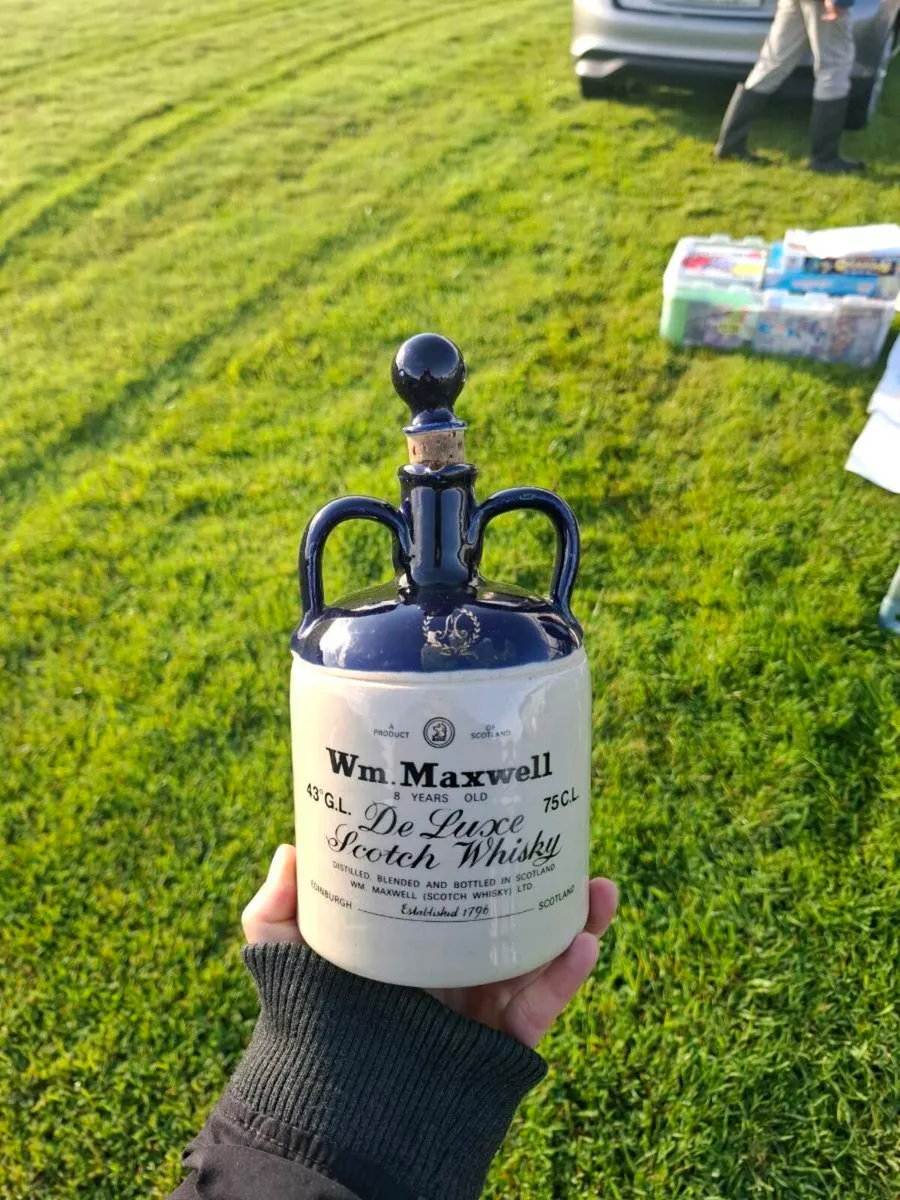 A PRODUCT OF SCOTLAND
Wm. Maxwell
8 YEARS OLD
43° G.L. 75 C.L.
De Luxe
Scotch Whisky
DISTILLED, BLENDED AND BOTTLED IN SCOTLAND
WM. MAXWELL (SCOTCH WHISKY) LTD.
EDINBURGH SCOTLAND
Established 1796